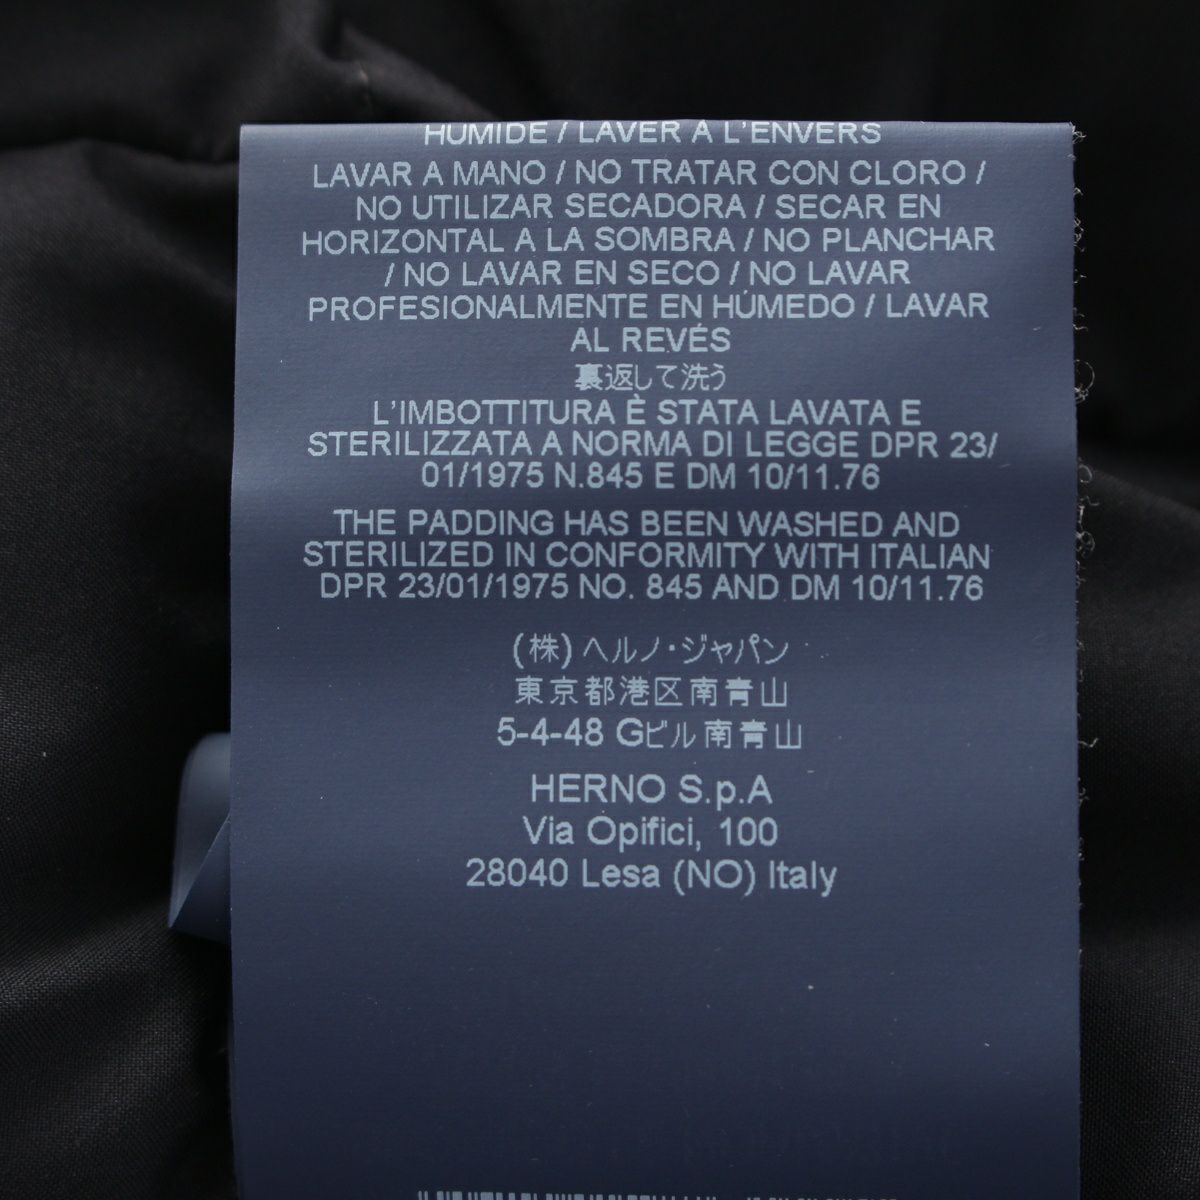 HUMIDE / LAVER A L'ENVERS
LAVAR A MANO / NO TRATAR CON CLORO /
NO UTILIZAR SECADORA / SECAR EN
HORIZONTAL A LA SOMBRA / NO PLANCHAR
/ NO LAVAR EN SECO / NO LAVAR
PROFESIONALMENTE EN HÚMEDO / LAVAR
AL REVÉS
裏返して洗う
L'IMBOTTITURA È STATA LAVATA E
STERILIZZATA A NORMA DI LEGGE DPR 23/
01/1975 N.845 E DM 10/11.76
THE PADDING HAS BEEN WASHED AND
STERILIZED IN CONFORMITY WITH ITALIAN
DPR 23/01/1975 NO. 845 AND DM 10/11.76
(株) ヘルノ・ジャパン
東京都港区南青山
5-4-48 Gビル南青山
HERNO S.p.A
Via Opifici, 100
28040 Lesa (NO) Italy